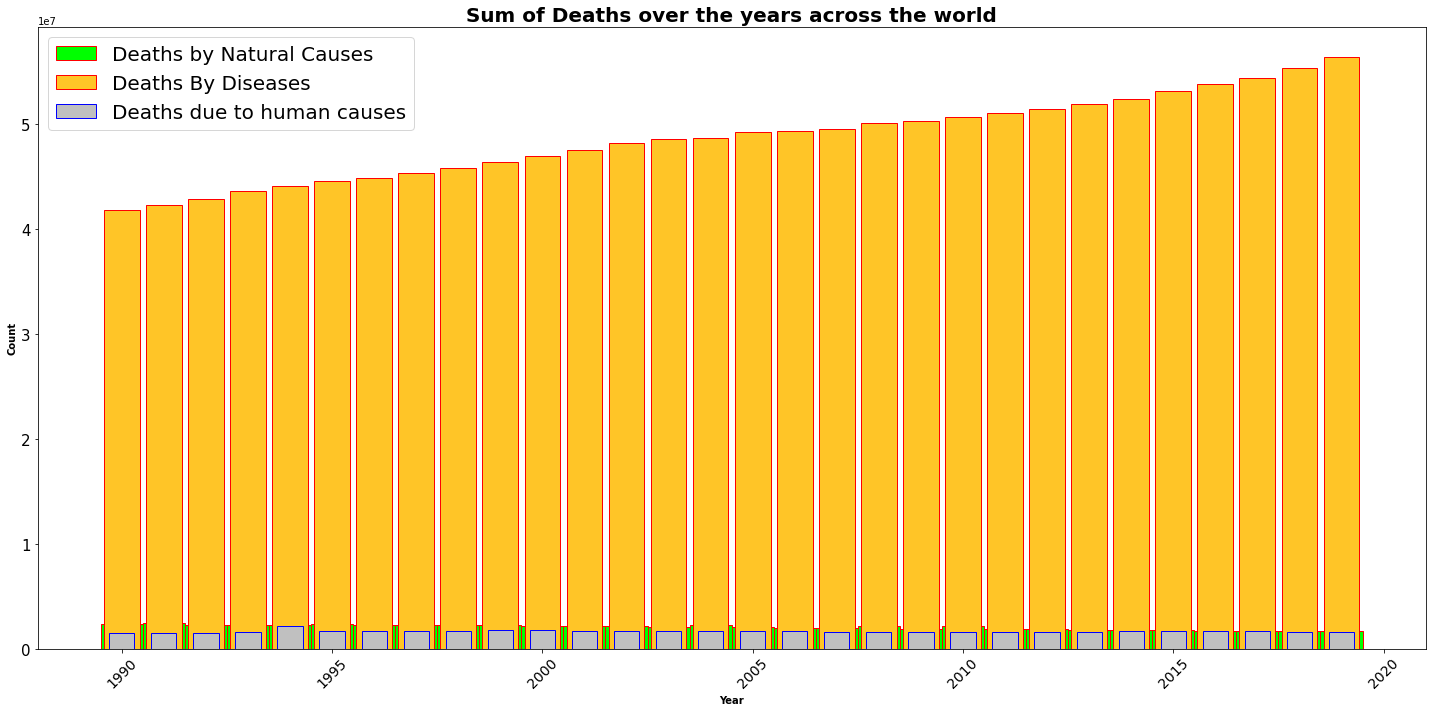 Sum of Deaths over the years across the world
1e7
Deaths by Natural Causes
Deaths By Diseases
Deaths due to human causes
5
4
3
2
1
0
Count
1990
1995
2000
2005
2010
2015
2020
Year